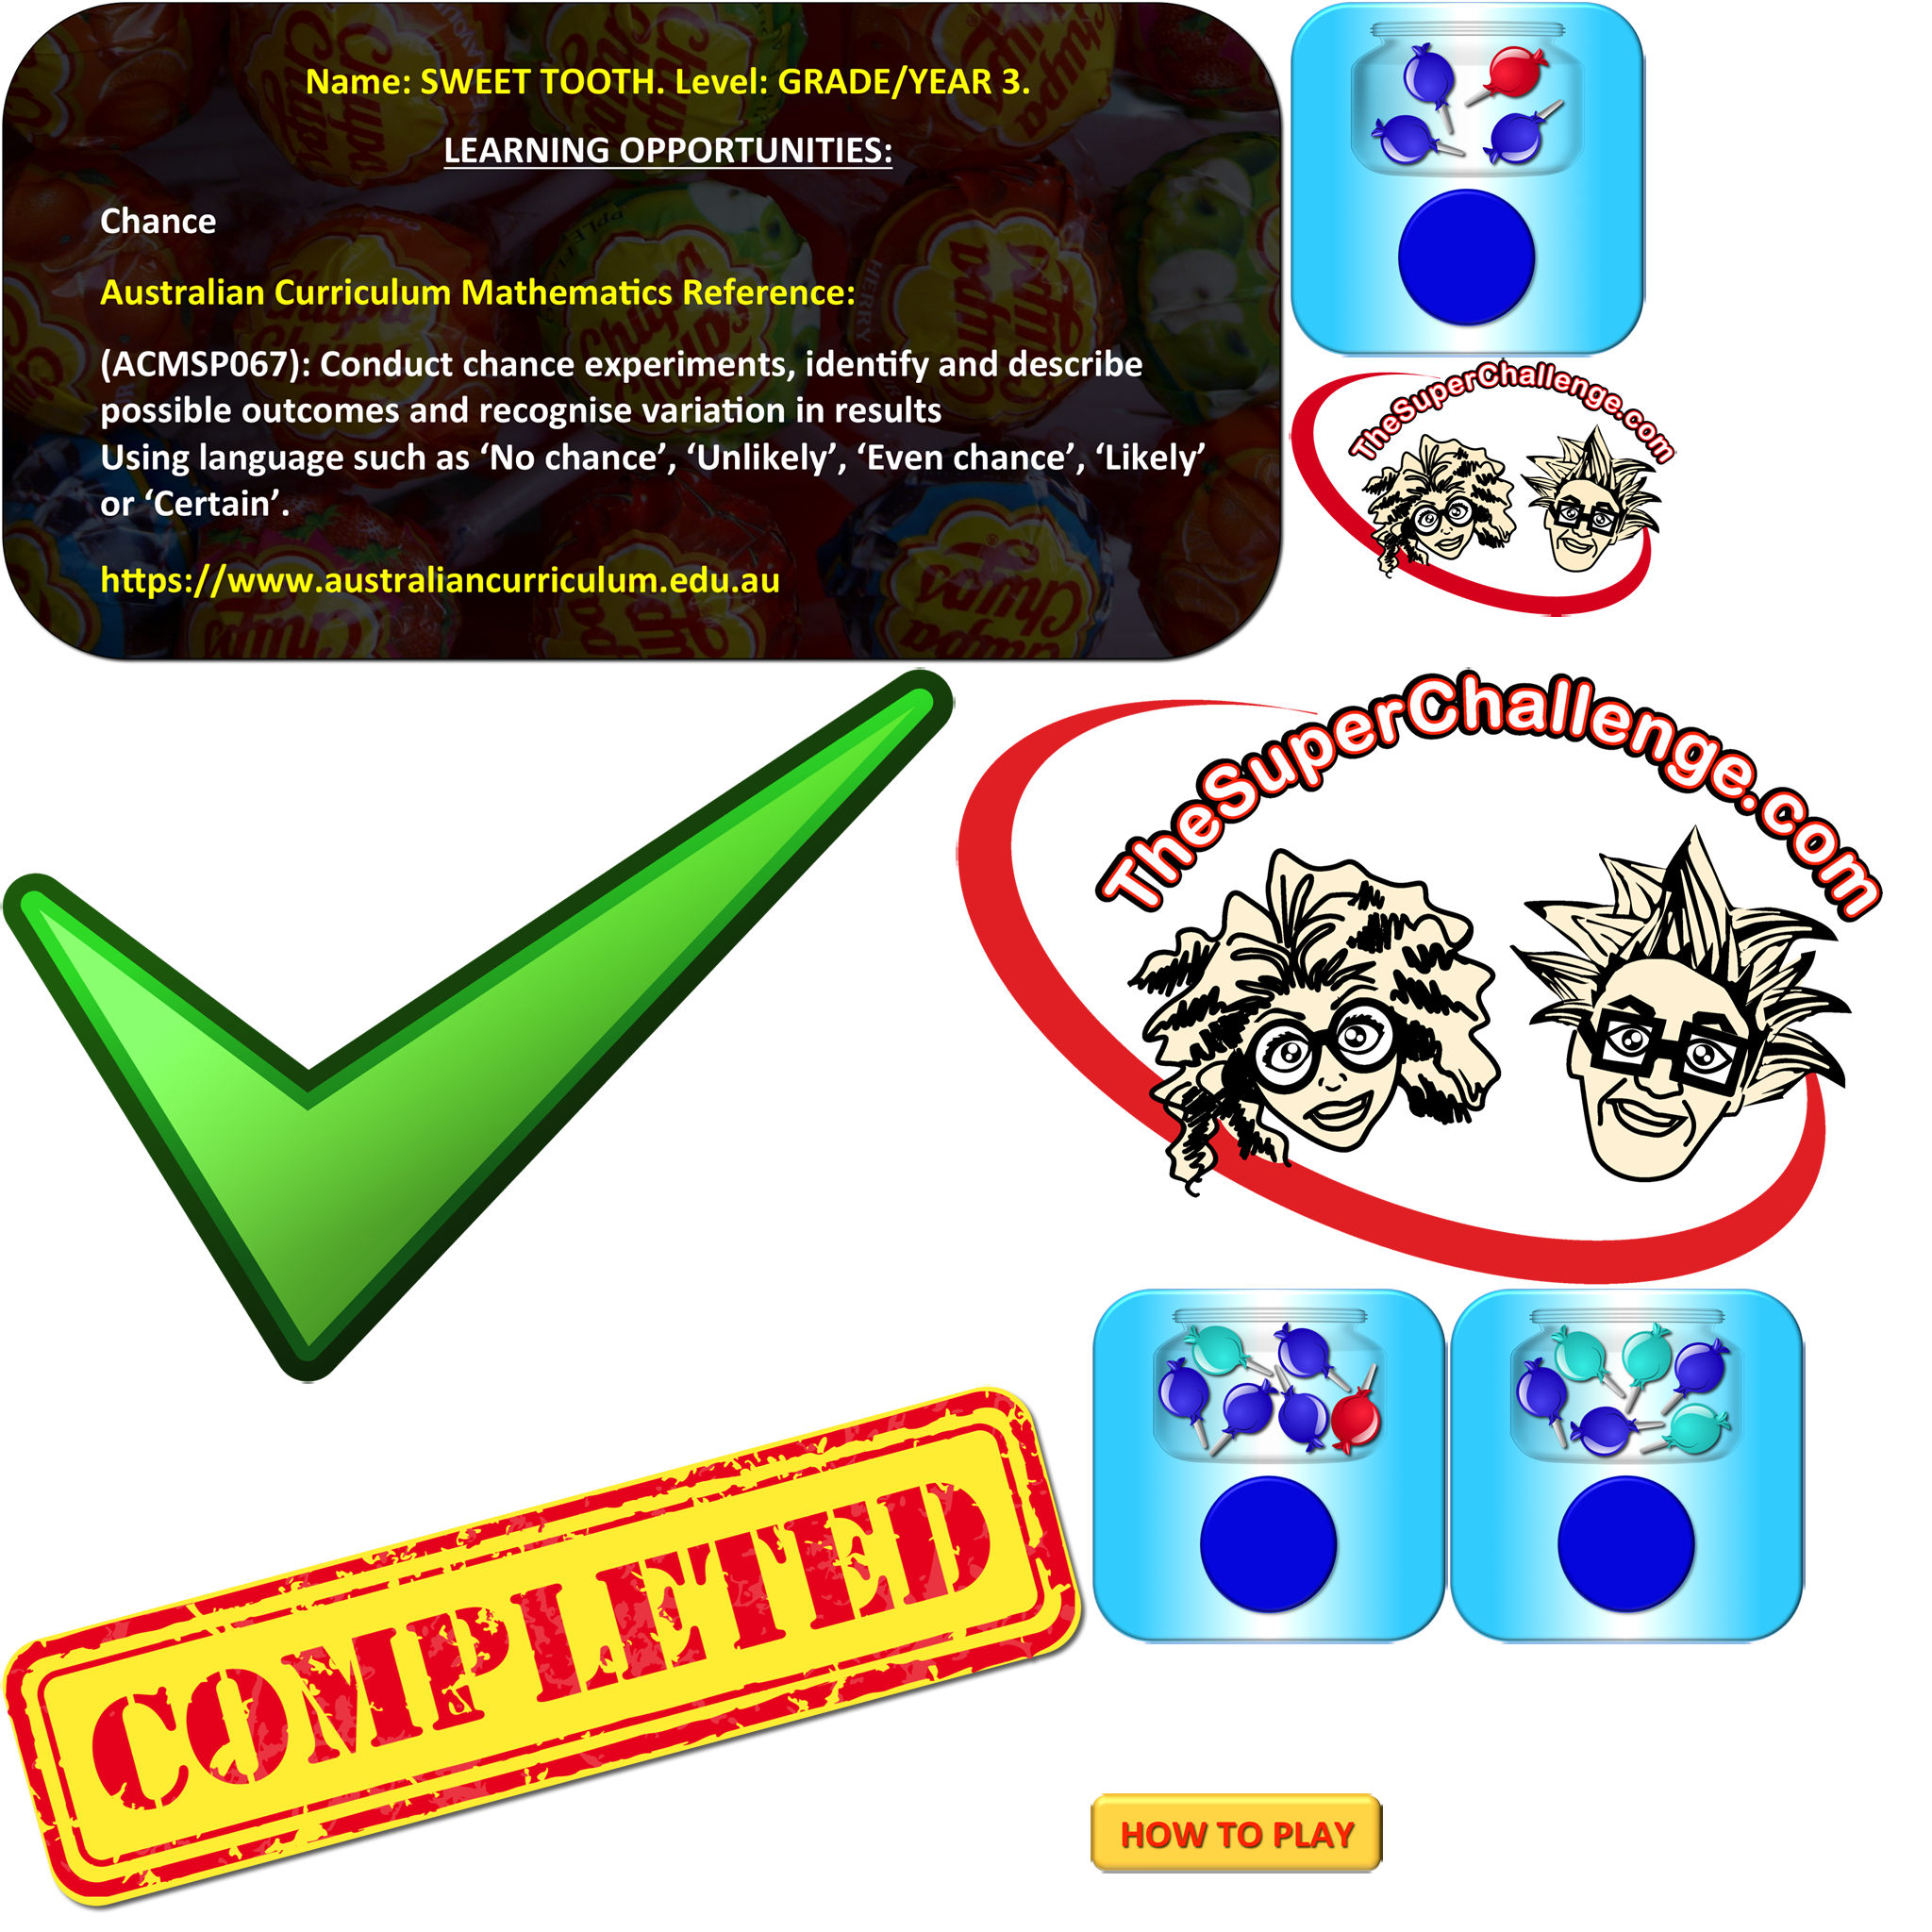 Name: SWEET TOOTH. Level: GRADE/YEAR 3.
LEARNING OPPORTUNITIES:
Chance
Australian Curriculum Mathematics Reference:
(ACMSP067): Conduct chance experiments, identify and describe
possible outcomes and recognise variation in results
Using language such as ‘No chance’, ‘Unlikely’, ‘Even chance’, ‘Likely’
or ‘Certain’.
https://www.australiancurriculum.edu.au
TheSuperChallenge.com
TheSuperChallenge.com
COMPLETED
HOW TO PLAY